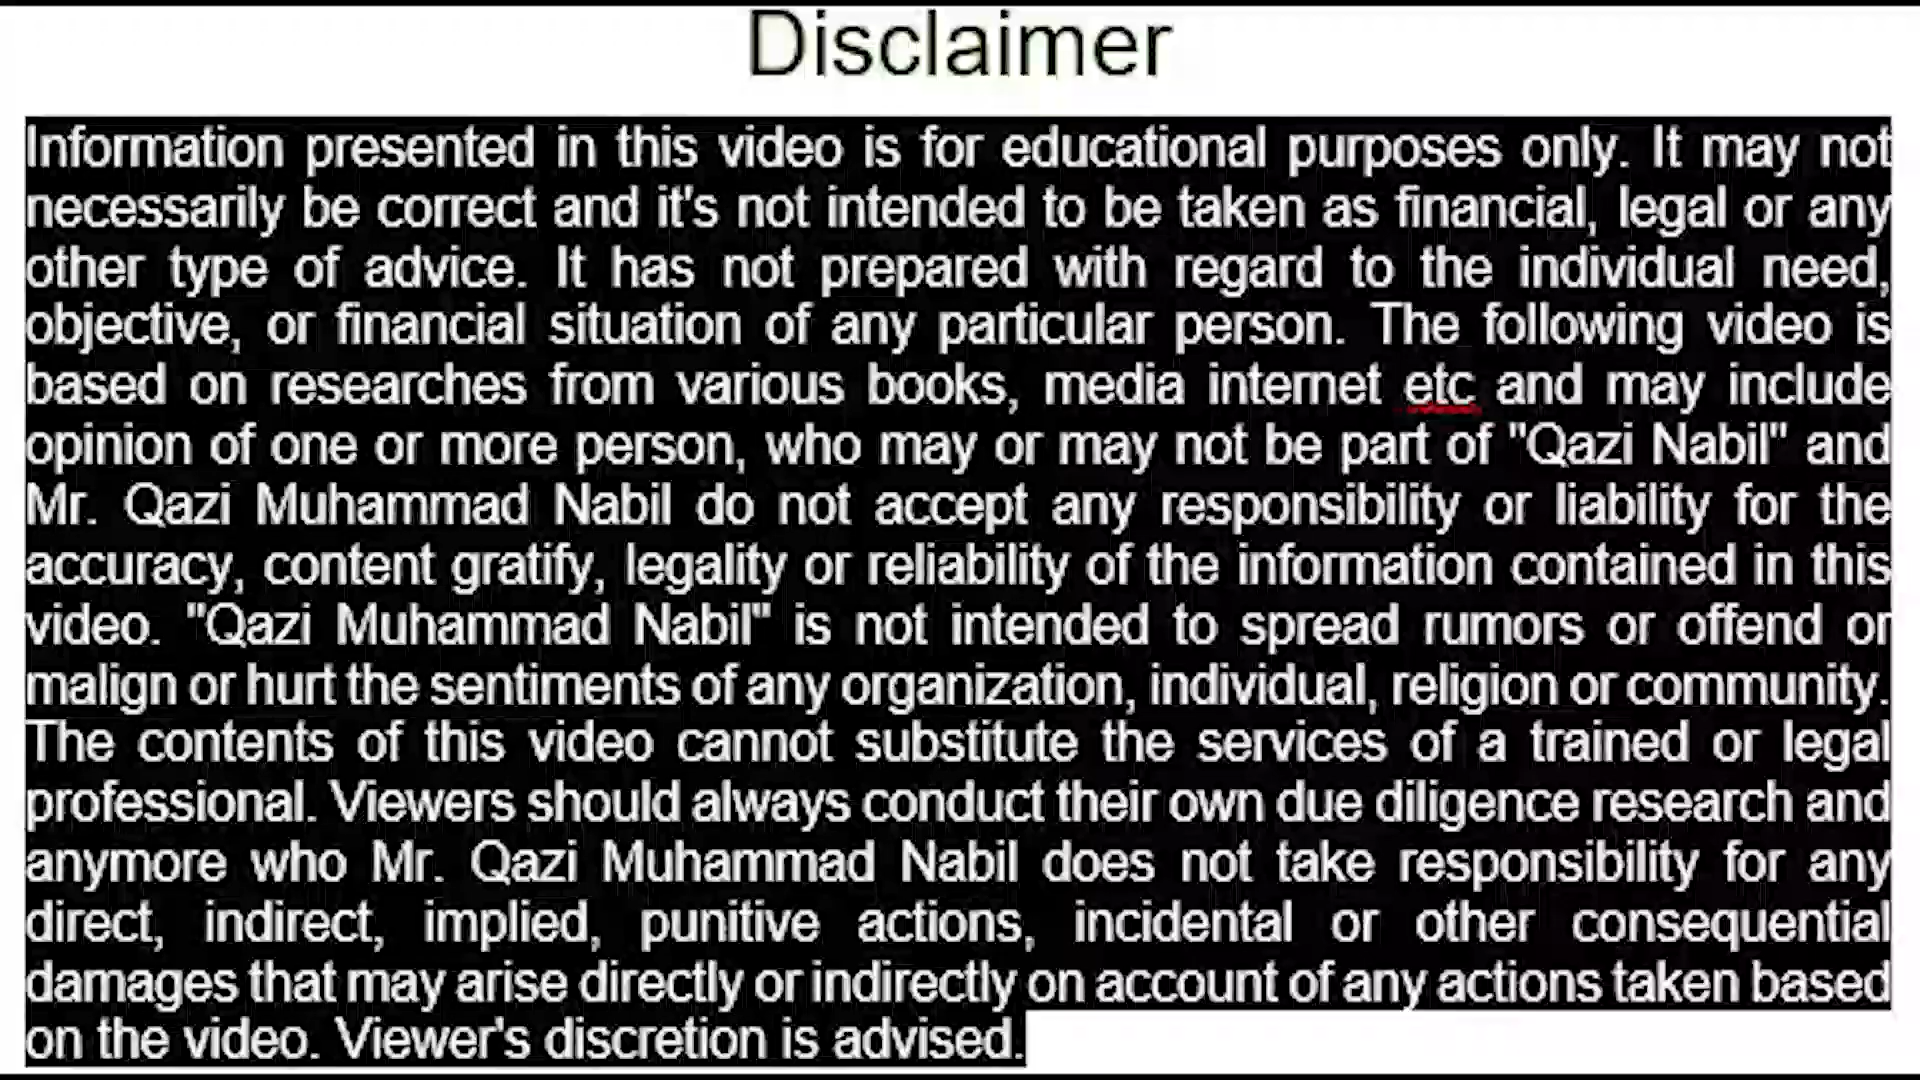 Disclaimer
Information presented in this video is for educational purposes only. It may not
necessarily be correct and it's not intended to be taken as financial, legal or any
other type of advice. It has not prepared with regard to the individual need,
objective, or financial situation of any particular person. The following video is
based on researches from various books, media internet etc and may include
opinion of one or more person, who may or may not be part of "Qazi Nabil" and
Mr. Qazi Muhammad Nabil do not accept any responsibility or liability for the
accuracy, content gratify, legality or reliability of the information contained in this
video. "Qazi Muhammad Nabil" is not intended to spread rumors or offend or
malign or hurt the sentiments of any organization, individual, religion or community.
The contents of this video cannot substitute the services of a trained or legal
professional. Viewers should always conduct their own due diligence research and
anymore who Mr. Qazi Muhammad Nabil does not take responsibility for any
direct, indirect, implied, punitive actions, incidental or other consequential
damages that may arise directly or indirectly on account of any actions taken based
on the video. Viewer's discretion is advised.